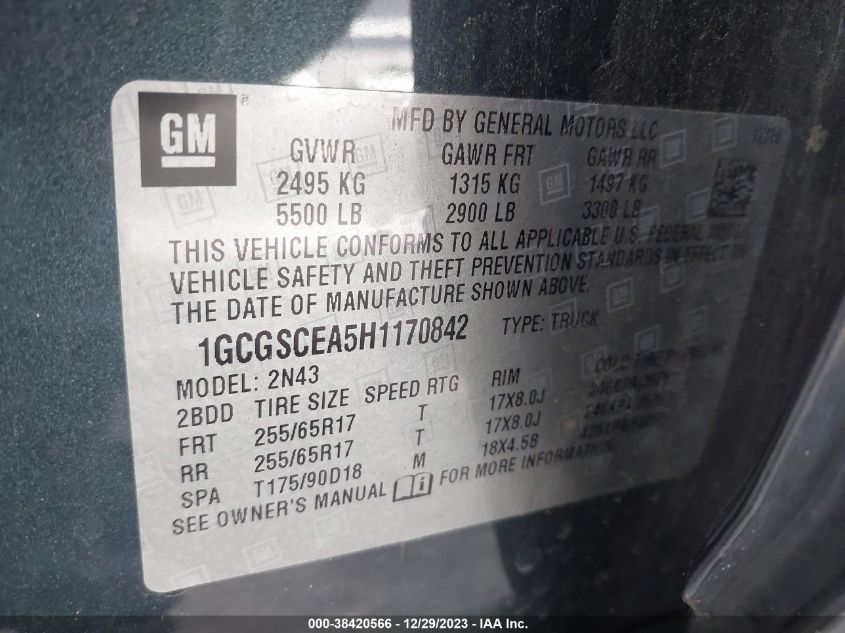 GM ®
MFD BY GENERAL MOTORS LLC
GVWR GAWR FRT GAWR RR
2495 KG 1315 KG 1497 KG
5500 LB 2900 LB 3300 LB
THIS VEHICLE CONFORMS TO ALL APPLICABLE U.S. FEDERAL
VEHICLE SAFETY AND THEFT PREVENTION STANDARDS IN EFFECT ON
THE DATE OF MANUFACTURE SHOWN ABOVE.
1GCGSCEA5H1170842 TYPE: TRUCK
MODEL: 2N43
2BDD TIRE SIZE SPEED RTG RIM COLD TIRE
FRT 255/65R17 T 17X8.0J
RR 255/65R17 T 17X8.0J
SPA T175/90D18 M 18X4.5B
SEE OWNER'S MANUAL FOR MORE INFORMATION
000-38420566 - 12/29/2023 - IAA Inc.